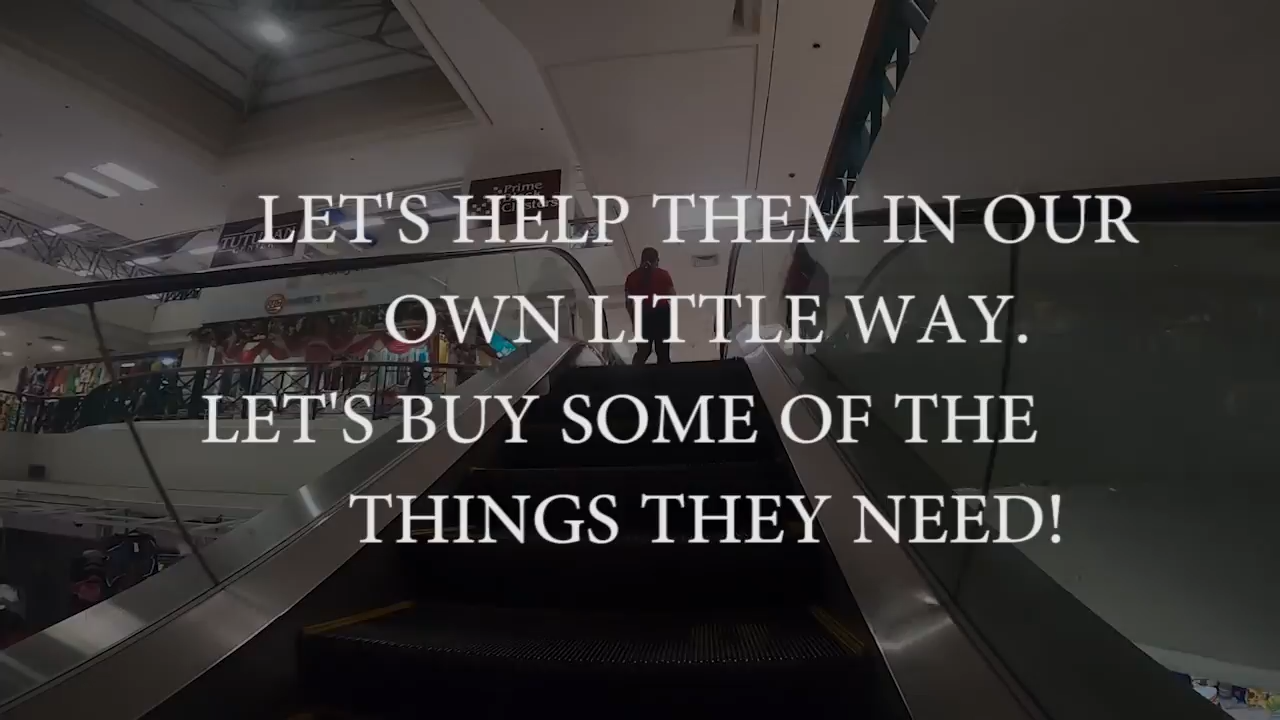 LET'S HELP THEM IN OUR
OWN LITTLE WAY.
LET'S BUY SOME OF THE
THINGS THEY NEED!
Prime